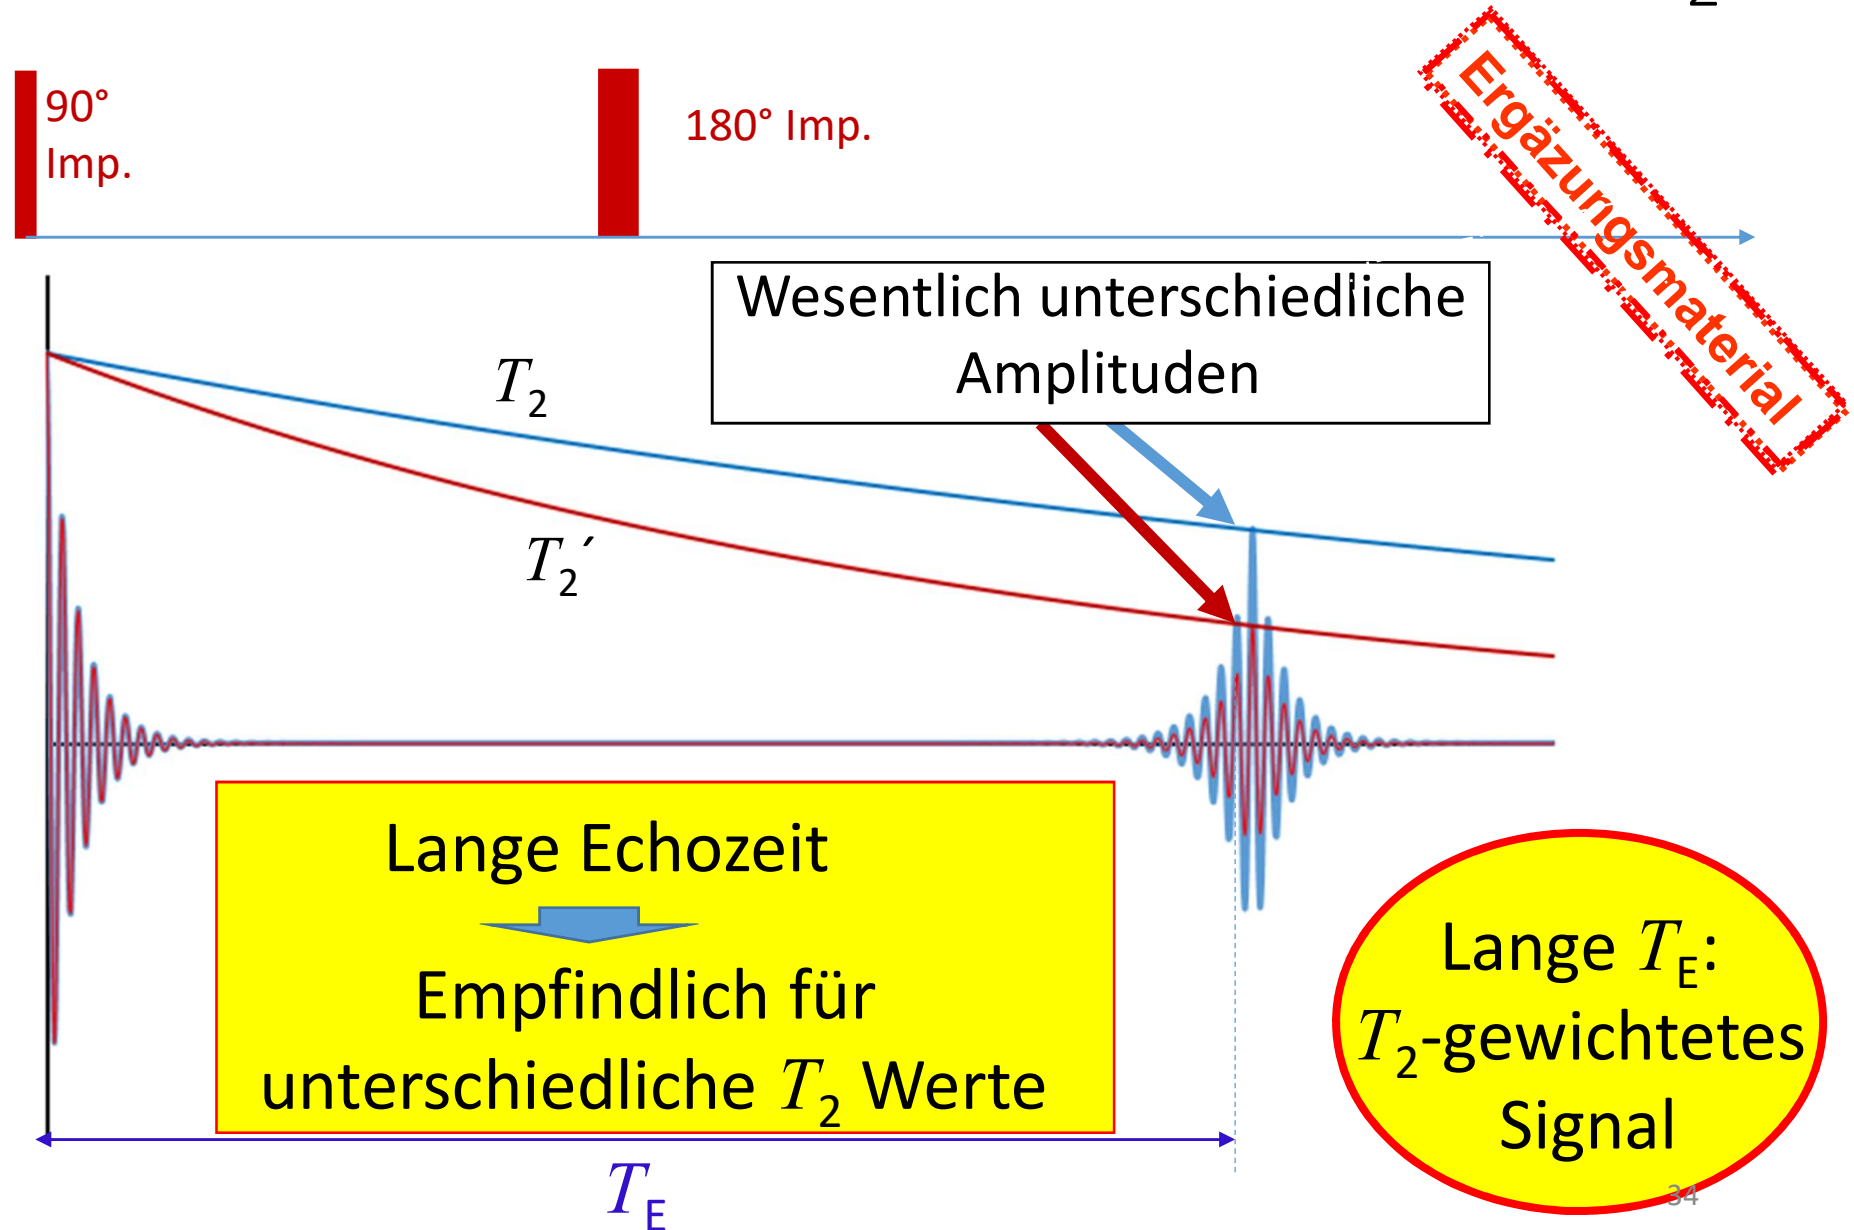 2
90°
Imp.
180° Imp.
Ergäzungsmaterial
Wesentlich unterschiedliche
Amplituden
T2
T2´
Lange Echozeit
Empfindlich für
unterschiedliche T2 Werte
Lange TE:
T2-gewichtetes
Signal
TE
34